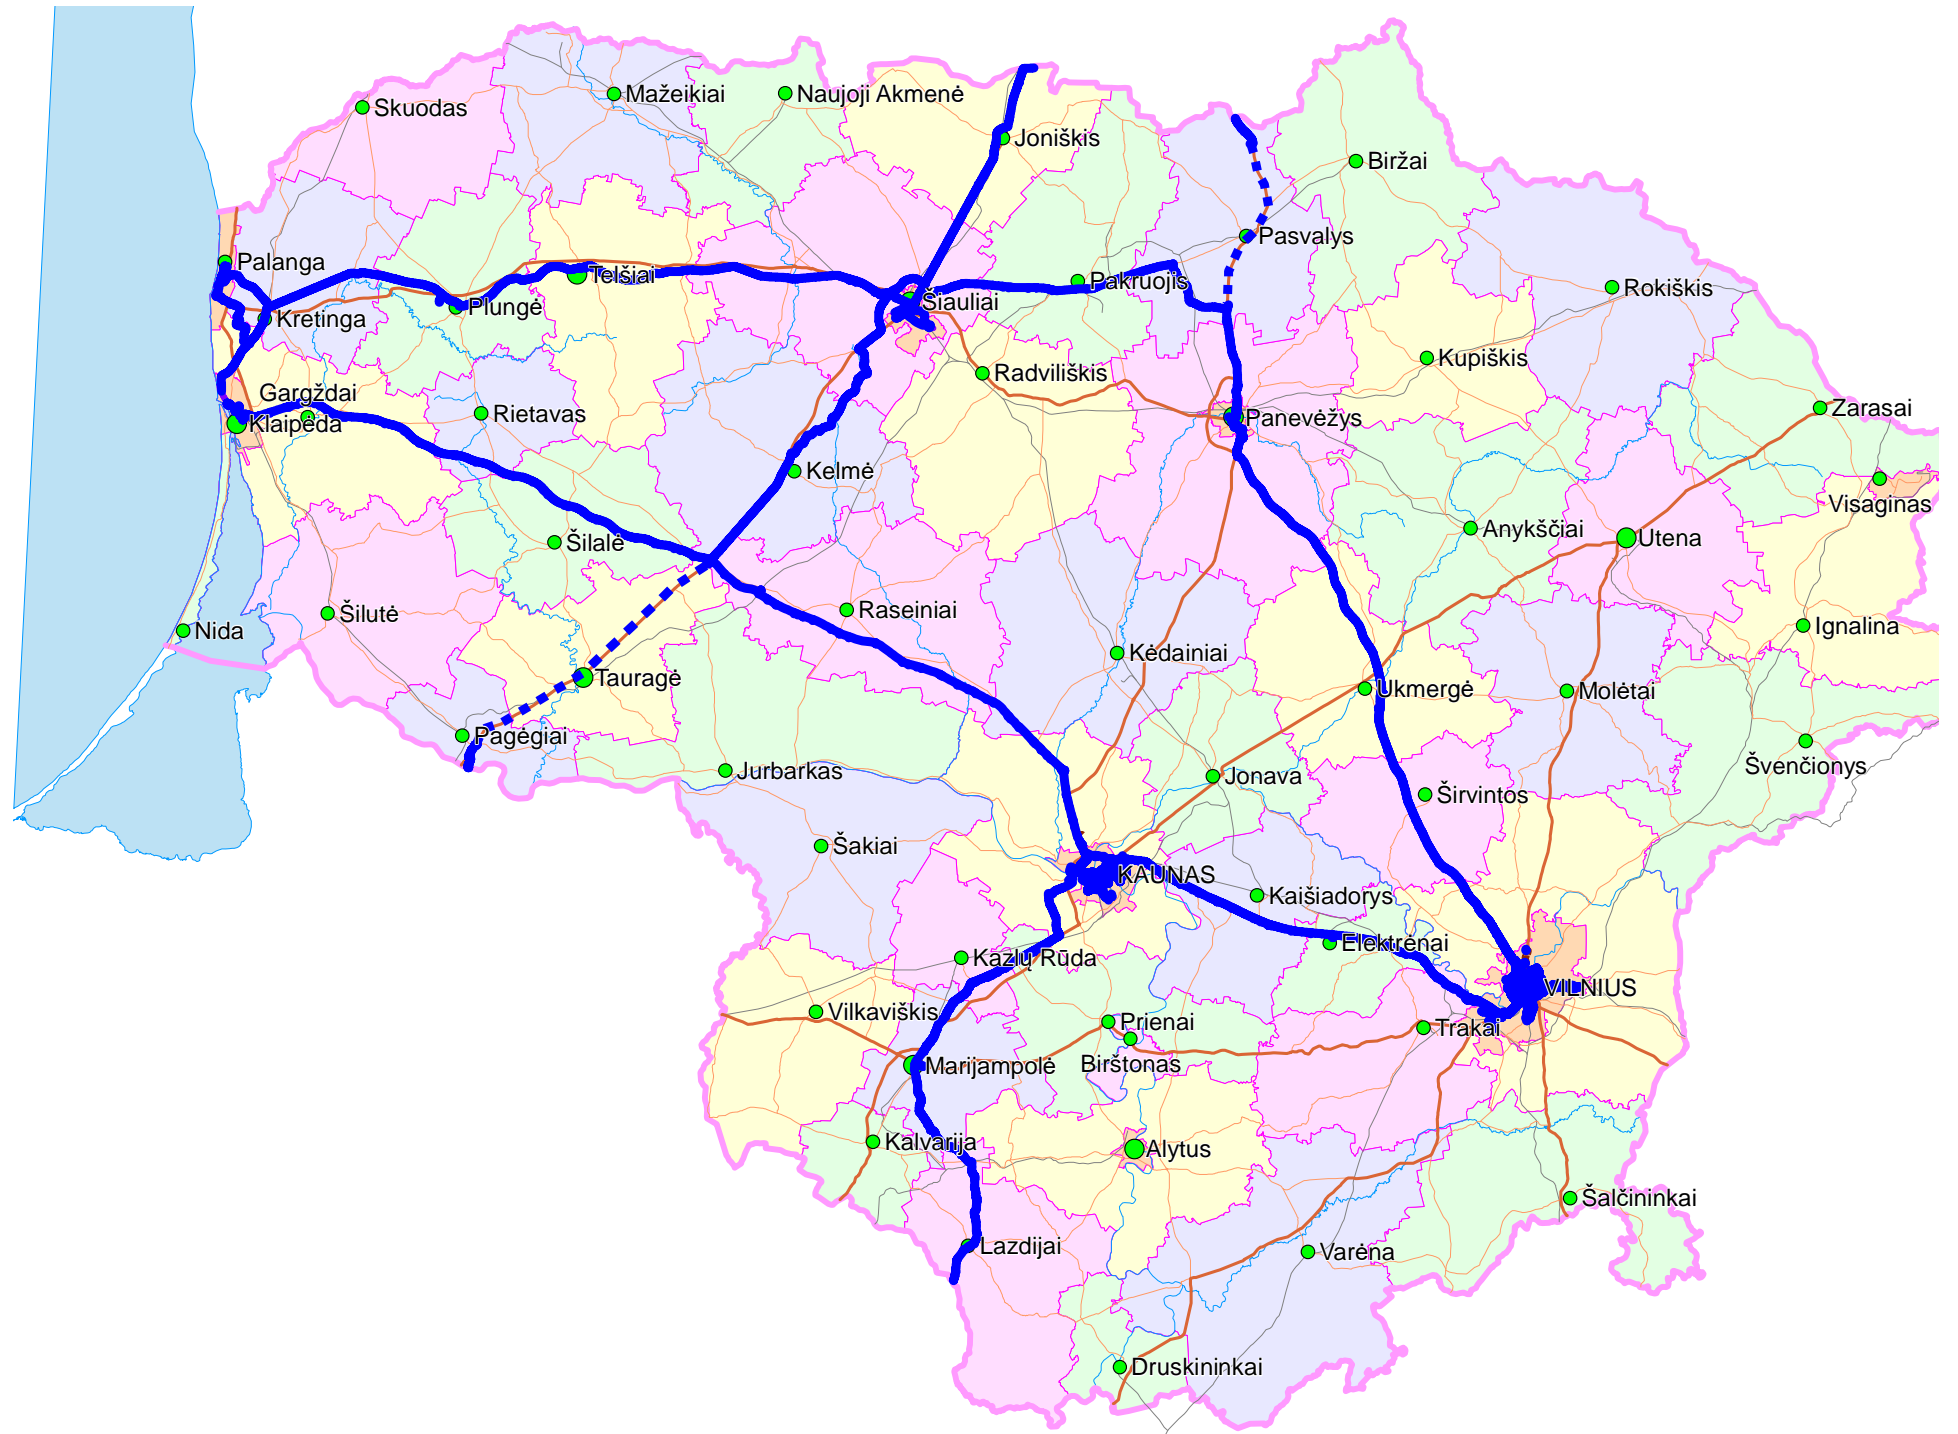 Skuodas
Mažeikiai
Naujoji Akmenė
Joniškis
Biržai
Pasvalys
Palanga
Telšiai
Pakruojis
Rokiškis
Plungė
Šiauliai
Kretinga
Kupiškis
Radviliškis
Gargždai
Rietavas
Zarasai
Klaipėda
Panevėžys
Kelmė
Visaginas
Anykščiai
Utena
Šilalė
Raseiniai
Šilutė
Ignalina
Nida
Kėdainiai
Tauragė
Ukmergė
Molėtai
Pagėgiai
Švenčionys
Jurbarkas
Jonava
Širvintos
Šakiai
KAUNAS
Kaišiadorys
Elektrėnai
Kazlų Rūda
VILNIUS
Vilkaviškis
Prienai
Trakai
Birštonas
Marijampolė
Kalvarija
Alytus
Šalčininkai
Lazdijai
Varėna
Druskininkai